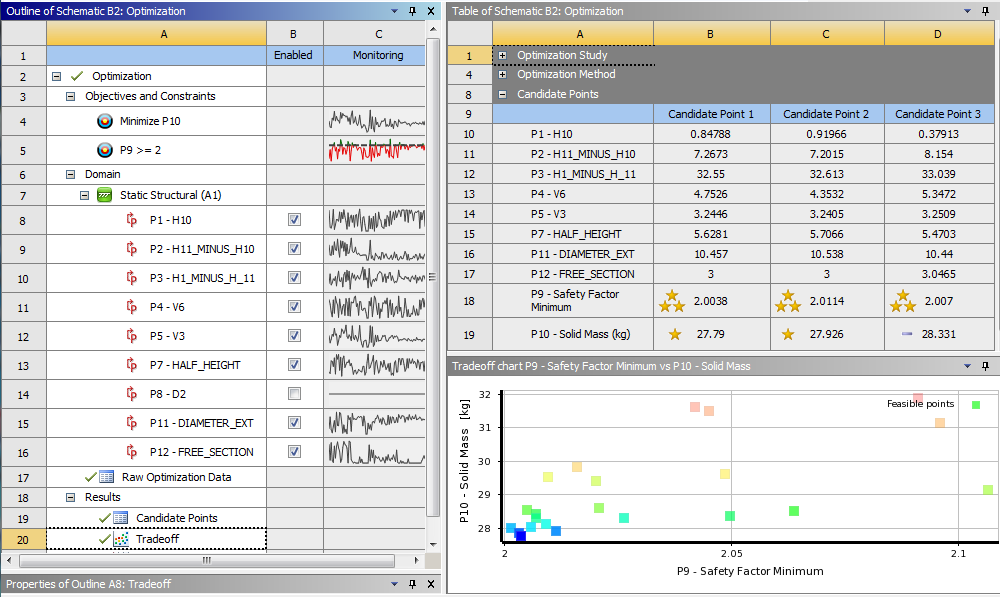 Outline of Schematic B2: Optimization
A B C
1 Enabled Monitoring
2 Optimization
3 Objectives and Constraints
4 Minimize P10
5 P9 >= 2
6 Domain
7 Static Structural (A1)
8 P1 - H10
9 P2 - H11_MINUS_H10
10 P3 - H1_MINUS_H_11
11 P4 - V6
12 P5 - V3
13 P7 - HALF_HEIGHT
14 P8 - D2
15 P11 - DIAMETER_EXT
16 P12 - FREE_SECTION
17 Raw Optimization Data
18 Results
19 Candidate Points
20 Tradeoff
Properties of Outline A8: Tradeoff
Table of Schematic B2: Optimization
A B C D
1 Optimization Study
4 Optimization Method
8 Candidate Points
9 Candidate Point 1 Candidate Point 2 Candidate Point 3
10 P1 - H10 0.84788 0.91966 0.37913
11 P2 - H11_MINUS_H10 7.2673 7.2015 8.154
12 P3 - H1_MINUS_H_11 32.55 32.613 33.039
13 P4 - V6 4.7526 4.3532 5.3472
14 P5 - V3 3.2446 3.2405 3.2509
15 P7 - HALF_HEIGHT 5.6281 5.7066 5.4703
16 P11 - DIAMETER_EXT 10.457 10.538 10.44
17 P12 - FREE_SECTION 3 3 3.0465
18 P9 - Safety Factor Minimum 2.0038 2.0114 2.007
19 P10 - Solid Mass (kg) 27.79 27.926 28.331
Tradeoff chart P9 - Safety Factor Minimum vs P10 - Solid Mass
P10 - Solid Mass [kg]
32
31
30
29
28
Feasible points
2 2.05 2.1
P9 - Safety Factor Minimum